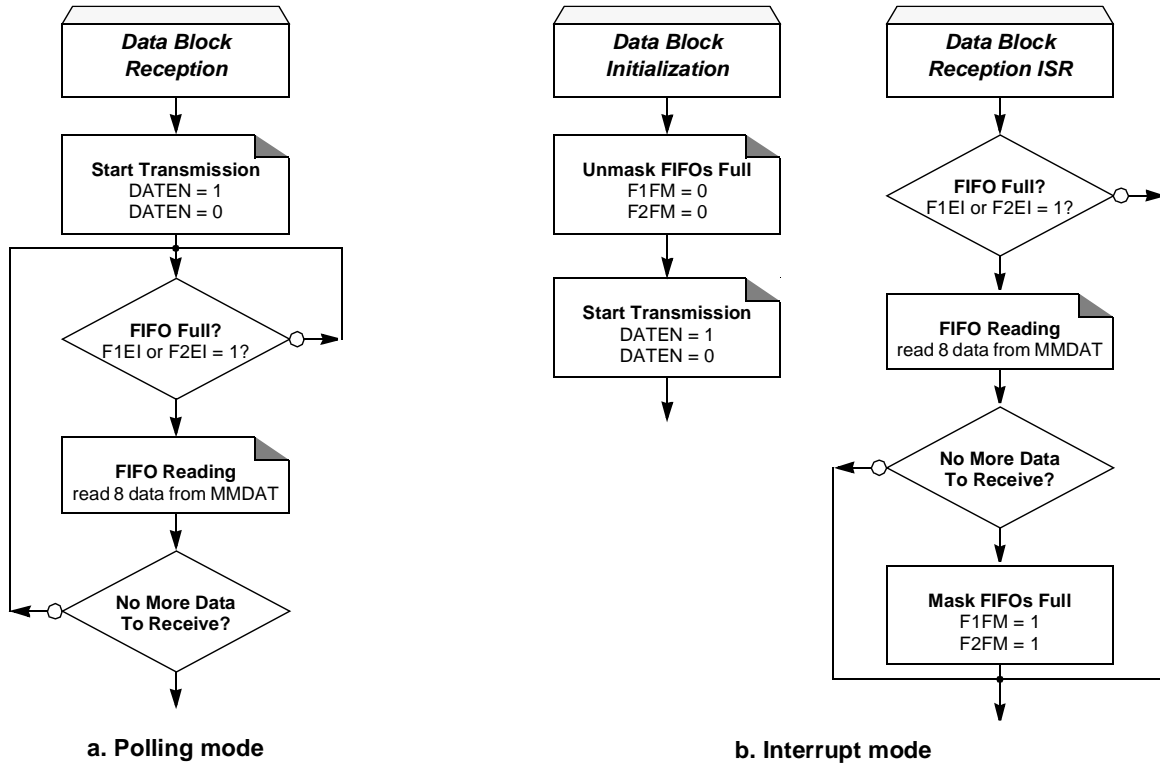 Data Block
Reception
Start Transmission
DATEN = 1
DATEN = 0
FIFO Full?
F1EI or F2EI = 1?
FIFO Reading
read 8 data from MMDAT
No More Data
To Receive?
a. Polling mode
Data Block
Initialization
Unmask FIFOs Full
F1FM = 0
F2FM = 0
Start Transmission
DATEN = 1
DATEN = 0
Data Block
Reception ISR
FIFO Full?
F1EI or F2EI = 1?
FIFO Reading
read 8 data from MMDAT
No More Data
To Receive?
Mask FIFOs Full
F1FM = 1
F2FM = 1
b. Interrupt mode